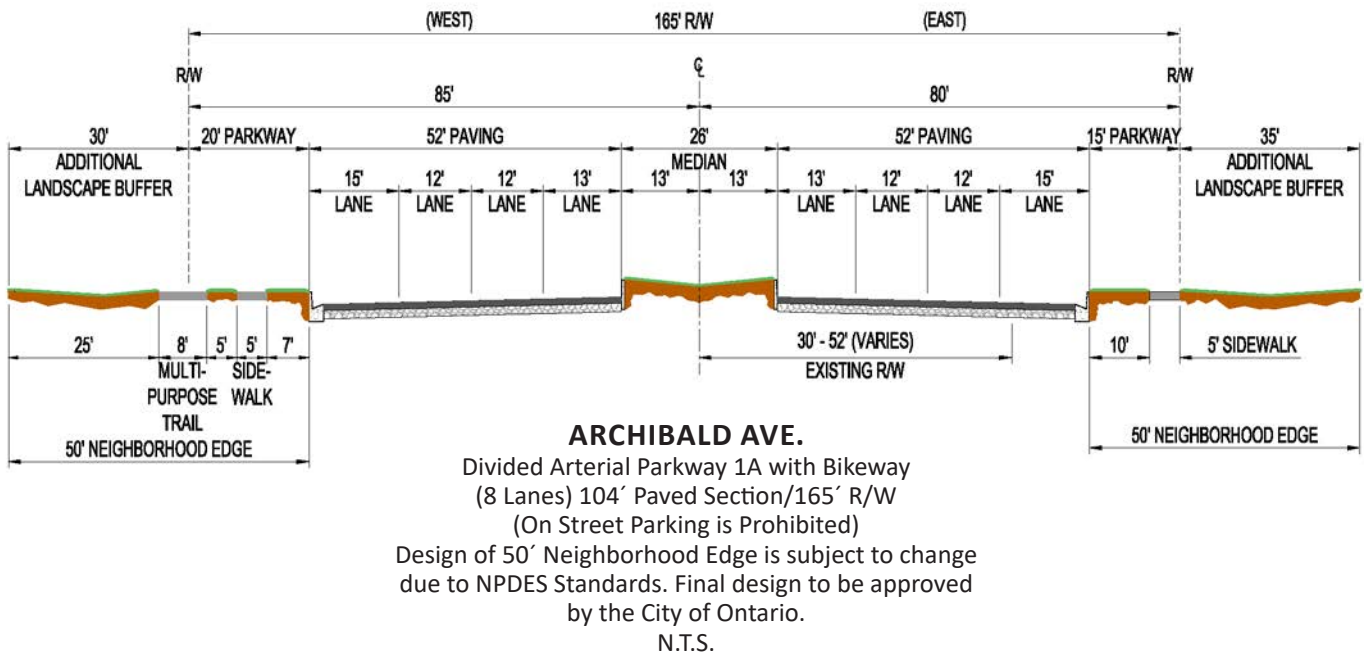 (WEST) 165' R/W (EAST)
R/W ℄ R/W
85' 80'
30' 20' PARKWAY 52' PAVING 26' 52' PAVING 15' PARKWAY 35'
ADDITIONAL MEDIAN ADDITIONAL
LANDSCAPE BUFFER LANDSCAPE BUFFER
15' 12' 12' 13' 13' 13' 13' 12' 12' 15'
LANE LANE LANE LANE LANE LANE LANE LANE
30' - 52' (VARIES)
EXISTING R/W
25' 8' 5' 5' 7' 10' 5' SIDEWALK
MULTI- SIDE-
PURPOSE WALK
TRAIL
50' NEIGHBORHOOD EDGE 50' NEIGHBORHOOD EDGE
ARCHIBALD AVE.
Divided Arterial Parkway 1A with Bikeway
(8 Lanes) 104´ Paved Section/165´ R/W
(On Street Parking is Prohibited)
Design of 50´ Neighborhood Edge is subject to change
due to NPDES Standards. Final design to be approved
by the City of Ontario.
N.T.S.